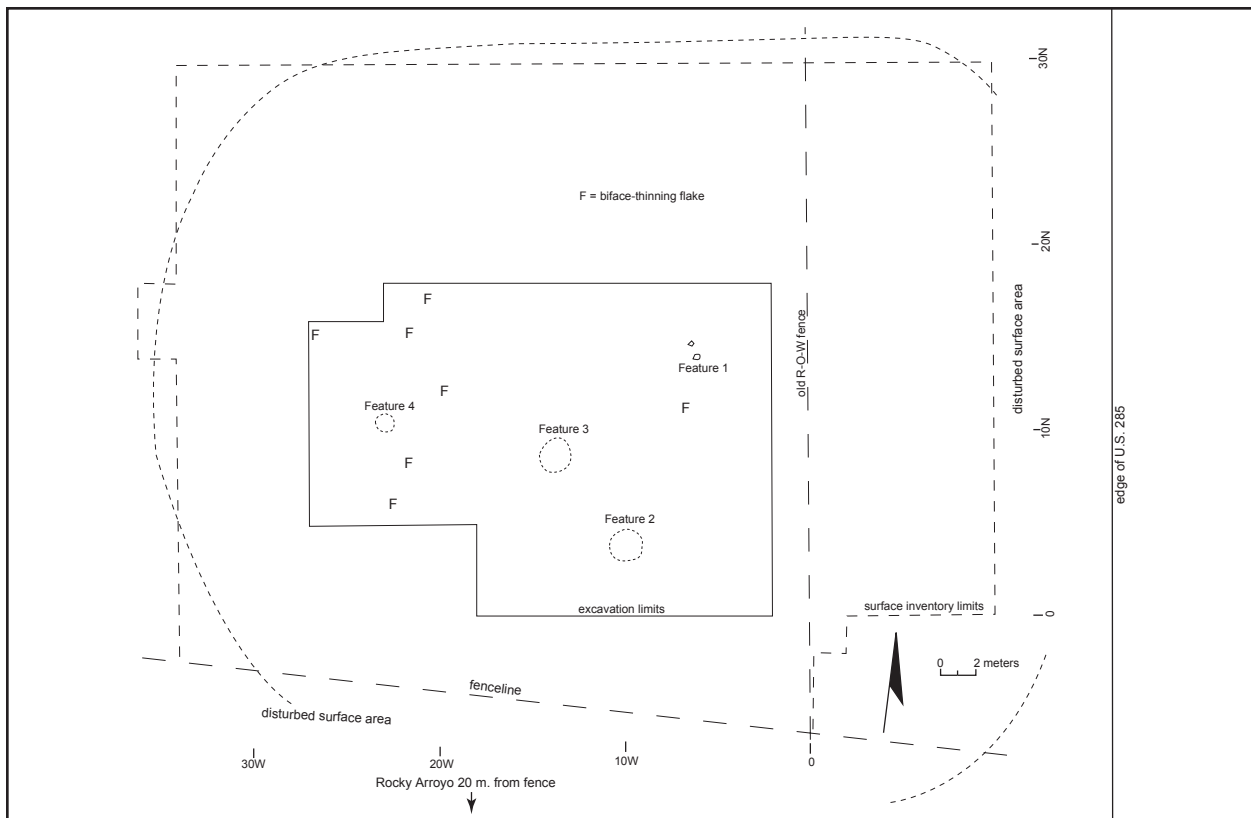 30N
F = biface-thinning flake
20N
disturbed surface area
old R-O-W fence
edge of U.S. 285
F
F
F
Feature 1
F
Feature 4
F
10N
Feature 3
F
F
Feature 2
excavation limits
surface inventory limits
0
0 2 meters
fenceline
disturbed surface area
30W
20W
10W
0
Rocky Arroyo 20 m. from fence